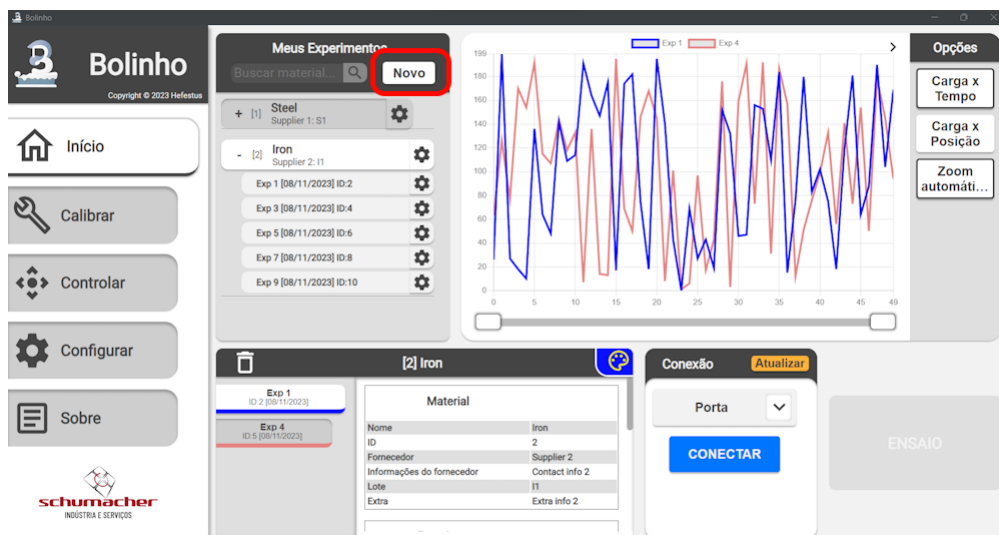 Bolinho
Bolinho
Copyright © 2023 Hefestus
Início
Calibrar
Controlar
Configurar
Sobre
schumacher
INDÚSTRIA E SERVIÇOS
Meus Experimentos
Buscar material...
Novo
+ [1] Steel
Supplier 1: S1
- [2] Iron
Supplier 2: I1
Exp 1 [08/11/2023] ID:2
Exp 3 [08/11/2023] ID:4
Exp 5 [08/11/2023] ID:6
Exp 7 [08/11/2023] ID:8
Exp 9 [08/11/2023] ID:10
Exp 1 Exp 4
199
180
160
140
120
100
80
60
40
20
0
0 5 10 15 20 25 30 35 40 45 49
Opções
Carga x
Tempo
Carga x
Posição
Zoom
automáti...
[2] Iron
Exp 1
ID:2 [08/11/2023]
Exp 4
ID:5 [08/11/2023]
Material
Nome Iron
ID 2
Fornecedor Supplier 2
Informações do fornecedor Contact info 2
Lote I1
Extra Extra info 2
Conexão
Atualizar
Porta
CONECTAR
ENSAIO